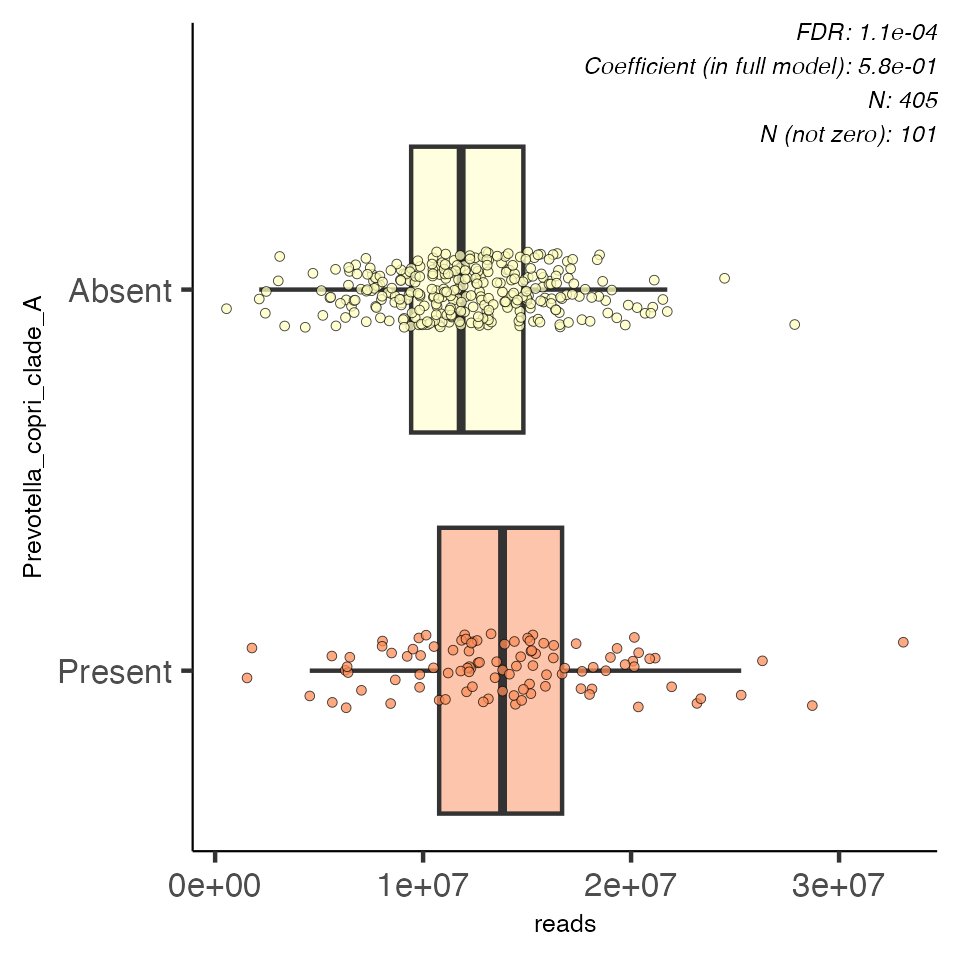 FDR: 1.1e-04
Coefficient (in full model): 5.8e-01
N: 405
N (not zero): 101
Prevotella_copri_clade_A
Absent
Present
0e+00 1e+07 2e+07 3e+07
reads